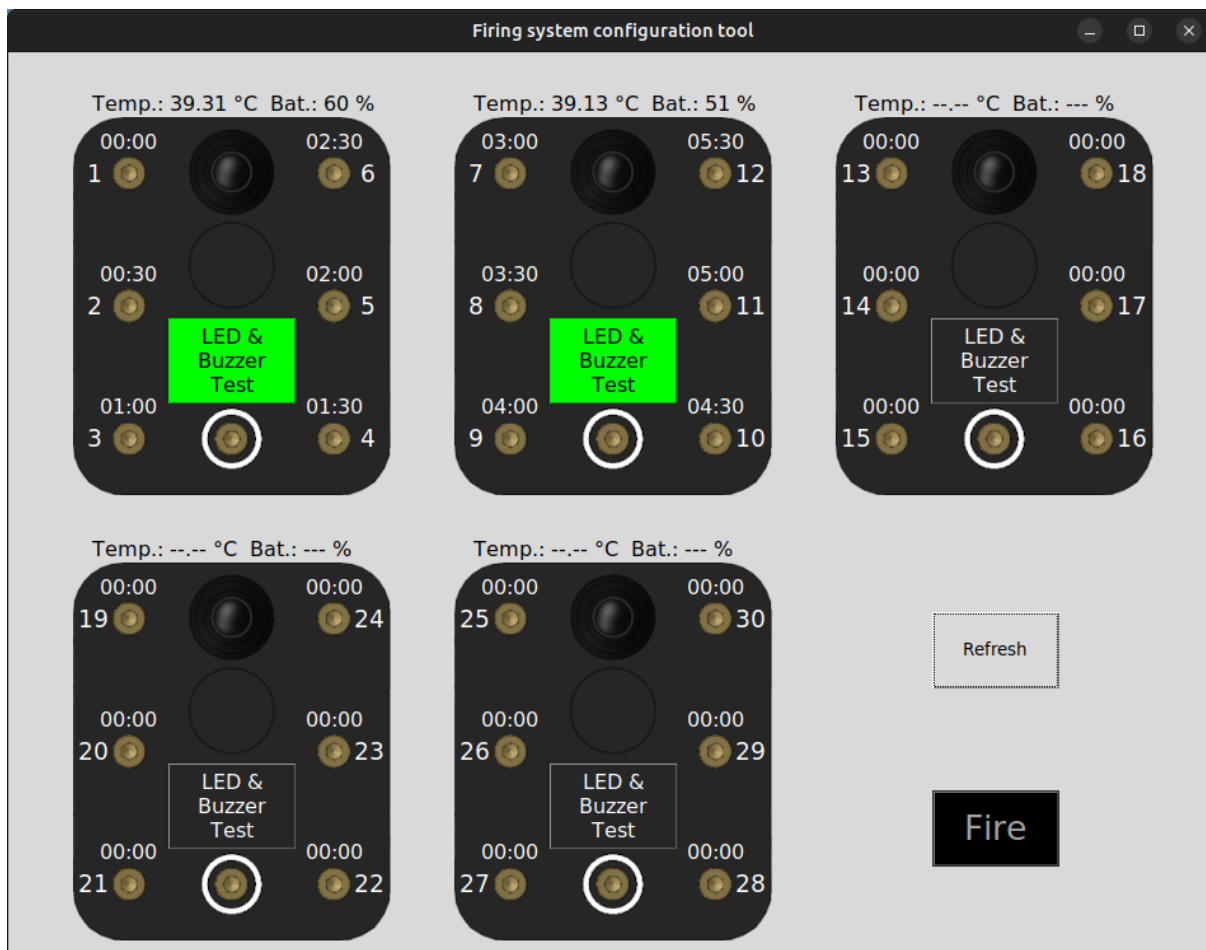 Firing system configuration tool
Temp.: 39.31 °C Bat.: 60 %
00:00 02:30
1 6
00:30 02:00
2 5
LED &
Buzzer
Test
01:00 01:30
3 4
Temp.: 39.13 °C Bat.: 51 %
03:00 05:30
7 12
03:30 05:00
8 11
LED &
Buzzer
Test
04:00 04:30
9 10
Temp.: --.-- °C Bat.: --- %
00:00 00:00
13 18
00:00 00:00
14 17
LED &
Buzzer
Test
00:00 00:00
15 16
Temp.: --.-- °C Bat.: --- %
00:00 00:00
19 24
00:00 00:00
20 23
LED &
Buzzer
Test
00:00 00:00
21 22
Temp.: --.-- °C Bat.: --- %
00:00 00:00
25 30
00:00 00:00
26 29
LED &
Buzzer
Test
00:00 00:00
27 28
Refresh
Fire